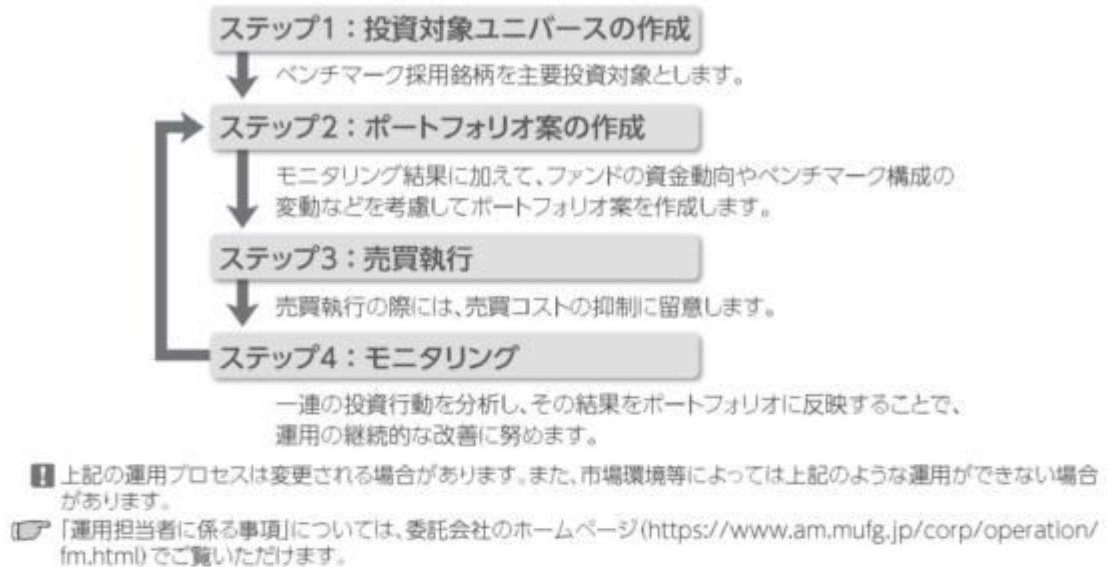 ステップ1：投資対象ユニバースの作成
ベンチマーク採用銘柄を主要投資対象とします。
ステップ2：ポートフォリオ案の作成
モニタリング結果に加えて、ファンドの資金動向やベンチマーク構成の
変動などを考慮してポートフォリオ案を作成します。
ステップ3：売買執行
売買執行の際には、売買コストの抑制に留意します。
ステップ4：モニタリング
一連の投資行動を分析し、その結果をポートフォリオに反映することで、
運用の継続的な改善に努めます。
! 上記の運用プロセスは変更される場合があります。また、市場環境等によっては上記のような運用ができない場合
があります。
「運用担当者に係る事項」については、委託会社のホームページ(https://www.am.mufg.jp/corp/operation/
fm.html)でご覧いただけます。